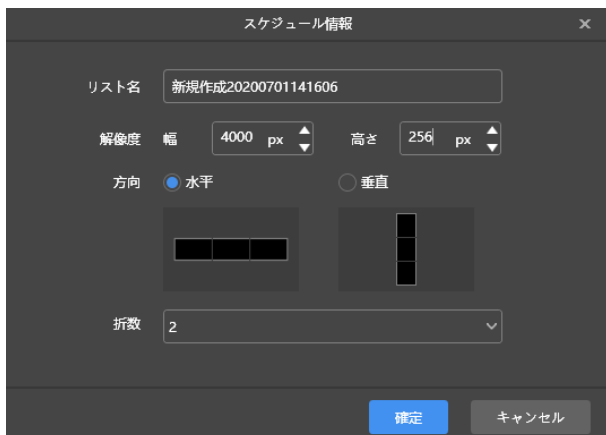 スケジュール情報
リスト名 新規作成20200701141606
解像度 幅 4000 px 高さ 256 px
方向 水平 垂直
折数 2
確定 キャンセル